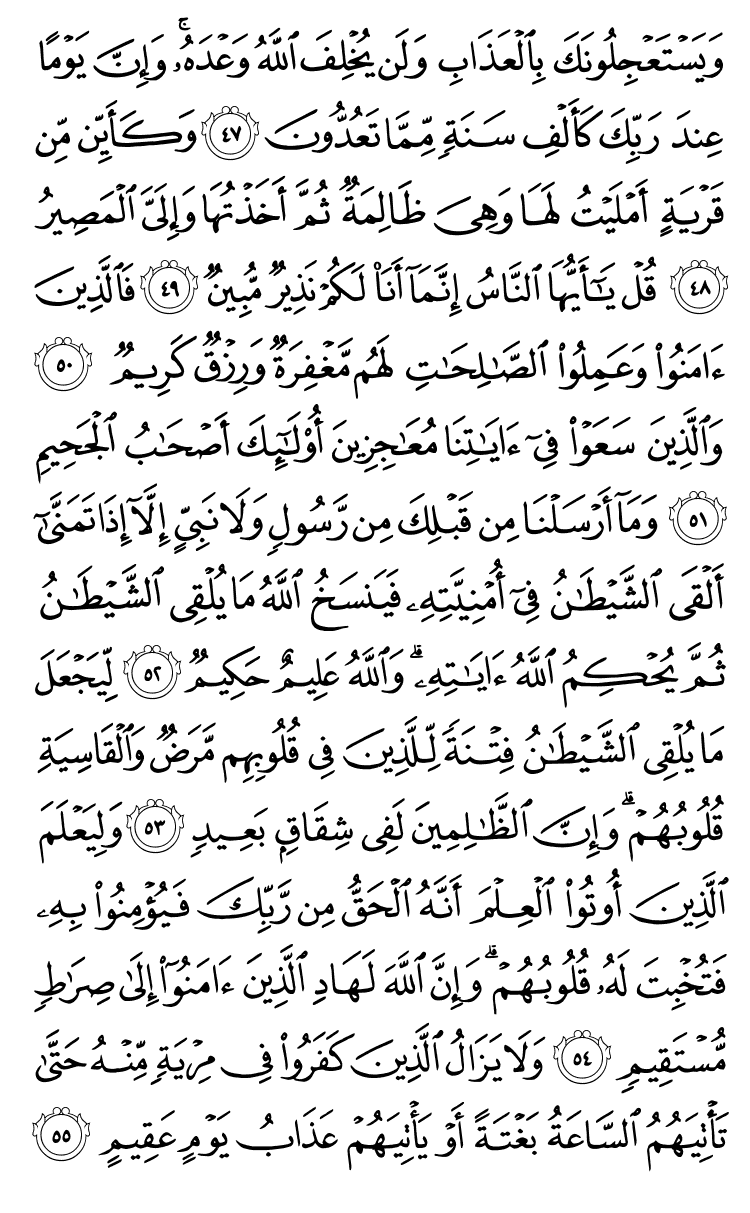 وَيَسْتَعْجِلُونَكَ بِٱلْعَذَابِ وَلَن يُخْلِفَ ٱللَّهُ وَعْدَهُۥۚ وَإِنَّ يَوْمًا
عِندَ رَبِّكَ كَأَلْفِ سَنَةٍ مِّمَّا تَعُدُّونَ ٤٧ وَكَأَيِّن مِّن
قَرْيَةٍ أَمْلَيْتُ لَهَا وَهِىَ ظَالِمَةٌ ثُمَّ أَخَذْتُهَا وَإِلَىَّ ٱلْمَصِيرُ
٤٨ قُلْ يَـٰٓأَيُّهَا ٱلنَّاسُ إِنَّمَآ أَنَا۠ لَكُمْ نَذِيرٌ مُّبِينٌ ٤٩ فَٱلَّذِينَ
ءَامَنُوا۟ وَعَمِلُوا۟ ٱلصَّـٰلِحَـٰتِ لَهُم مَّغْفِرَةٌ وَرِزْقٌ كَرِيمٌ ٥٠
وَٱلَّذِينَ سَعَوْا۟ فِىٓ ءَايَـٰتِنَا مُعَـٰجِزِينَ أُو۟لَـٰٓئِكَ أَصْحَـٰبُ ٱلْجَحِيمِ
٥١ وَمَآ أَرْسَلْنَا مِن قَبْلِكَ مِن رَّسُولٍ وَلَا نَبِىٍّ إِلَّآ إِذَا تَمَنَّىٰٓ
أَلْقَى ٱلشَّيْطَـٰنُ فِىٓ أُمْنِيَّتِهِۦ فَيَنسَخُ ٱللَّهُ مَا يُلْقِى ٱلشَّيْطَـٰنُ
ثُمَّ يُحْكِمُ ٱللَّهُ ءَايَـٰتِهِۦۗ وَٱللَّهُ عَلِيمٌ حَكِيمٌ ٥٢ لِّيَجْعَلَ
مَا يُلْقِى ٱلشَّيْطَـٰنُ فِتْنَةً لِّلَّذِينَ فِى قُلُوبِهِم مَّرَضٌ وَٱلْقَاسِيَةِ
قُلُوبُهُمْۗ وَإِنَّ ٱلظَّـٰلِمِينَ لَفِى شِقَاقٍۭ بَعِيدٍ ٥٣ وَلِيَعْلَمَ
ٱلَّذِينَ أُوتُوا۟ ٱلْعِلْمَ أَنَّهُ ٱلْحَقُّ مِن رَّبِّكَ فَيُؤْمِنُوا۟ بِهِۦ
فَتُخْبِتَ لَهُۥ قُلُوبُهُمْۗ وَإِنَّ ٱللَّهَ لَهَادِ ٱلَّذِينَ ءَامَنُوٓا۟ إِلَىٰ صِرَٰطٍ
مُّسْتَقِيمٍ ٥٤ وَلَا يَزَالُ ٱلَّذِينَ كَفَرُوا۟ فِى مِرْيَةٍ مِّنْهُ حَتَّىٰ
تَأْتِيَهُمُ ٱلسَّاعَةُ بَغْتَةً أَوْ يَأْتِيَهُمْ عَذَابُ يَوْمٍ عَقِيمٍ ٥٥